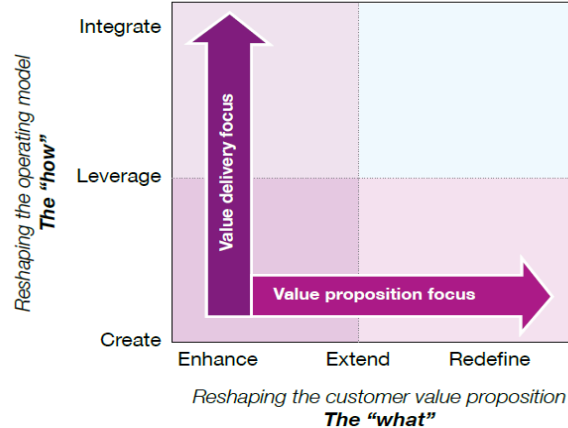 Integrate
Leverage
Create
Reshaping the operating model
The "how"
Value delivery focus
Value proposition focus
Enhance
Extend
Redefine
Reshaping the customer value proposition
The "what"